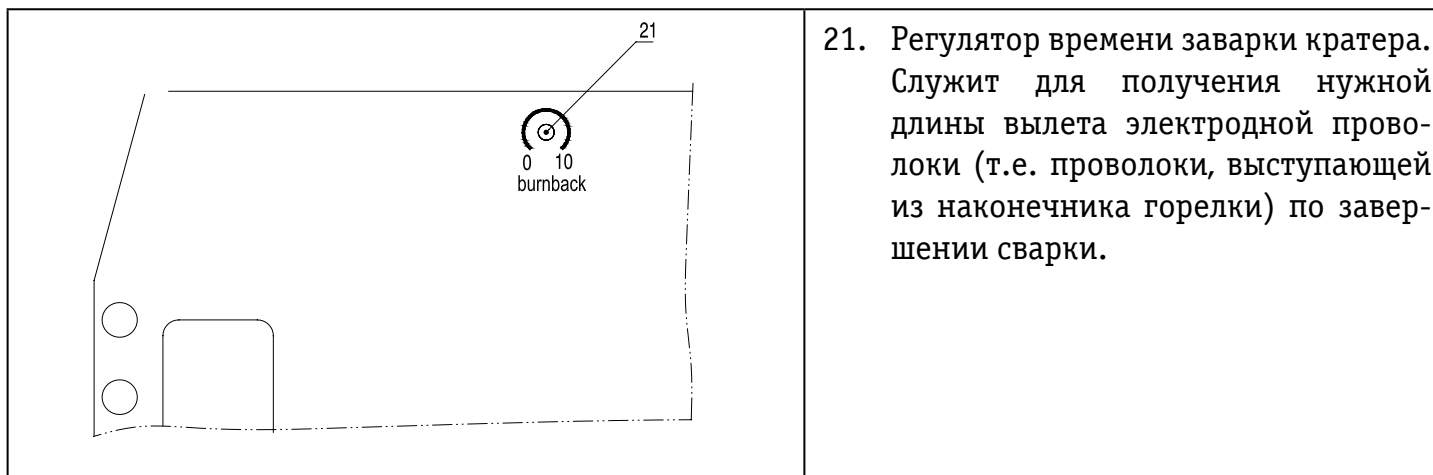 21
0 10
burnback
21. Регулятор времени заварки кратера.
Служит для получения нужной
длины вылета электродной прово-
локи (т.е. проволоки, выступающей
из наконечника горелки) по завер-
шении сварки.